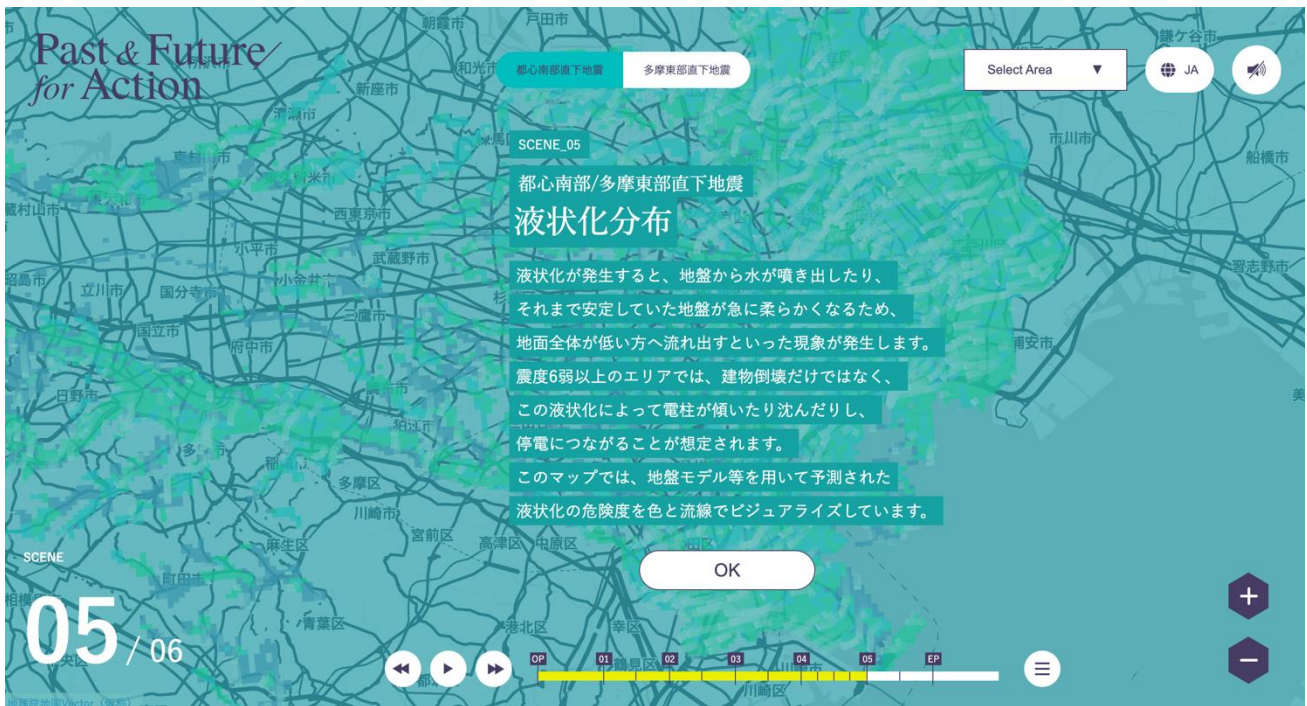 Past & Future/
for Action
都心南部直下地震
多摩東部直下地震
Select Area
JA
SCENE_05
都心南部/多摩東部直下地震
液状化分布
液状化が発生すると、地盤から水が噴き出したり、
それまで安定していた地盤が急に柔らかくなるため、
地面全体が低い方へ流れ出すといった現象が発生します。
震度6弱以上のエリアでは、建物倒壊だけではなく、
この液状化によって電柱が傾いたり沈んだりし、
停電につながることが想定されます。
このマップでは、地盤モデル等を用いて予測された
液状化の危険度を色と流線でビジュアライズしています。
OK
SCENE
05 / 06
OP 01 02 03 04 05 EP
朝霞市
戸田市
和光市
新座市
清瀬市
鎌ケ谷市
市川市
船橋市
西東京市
小平市
武蔵野市
小金井市
昭島市
立川市
国分寺市
三鷹市
国立市
府中市
日野市
狛江市
習志野市
浦安市
多摩区
川崎市
宮前区
高津区
中原区
麻生区
町田市
青葉区
港北区
幸区
鶴見区
川崎区